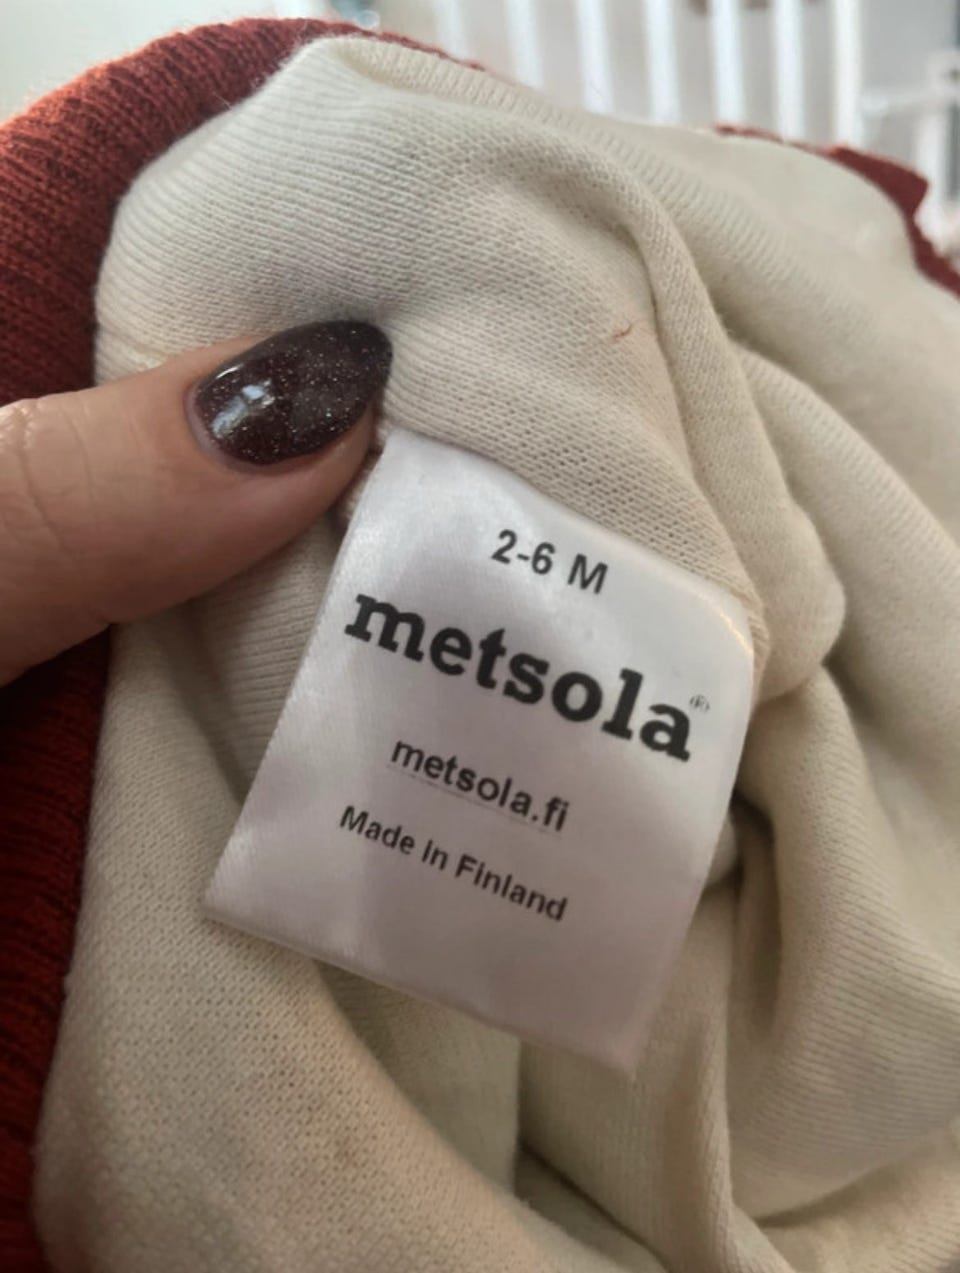 2-6 M
metsola®
metsola.fi
Made in Finland